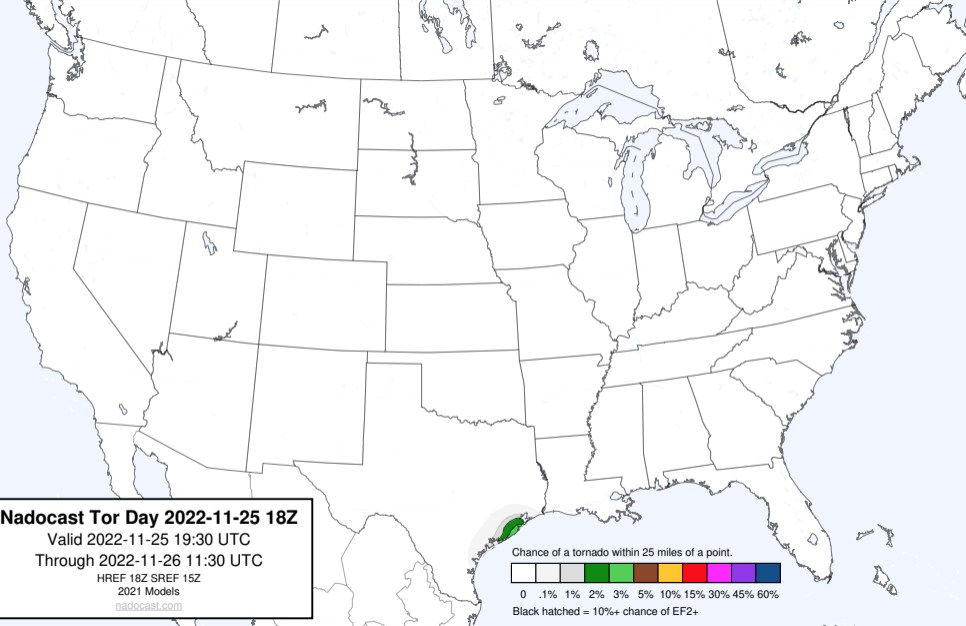 Nadocast Tor Day 2022-11-25 18Z
Valid 2022-11-25 19:30 UTC
Through 2022-11-26 11:30 UTC
HREF 18Z SREF 15Z
2021 Models
nadocast.com
Chance of a tornado within 25 miles of a point.
0 .1% 1% 2% 3% 5% 10% 15% 30% 45% 60%
Black hatched = 10%+ chance of EF2+